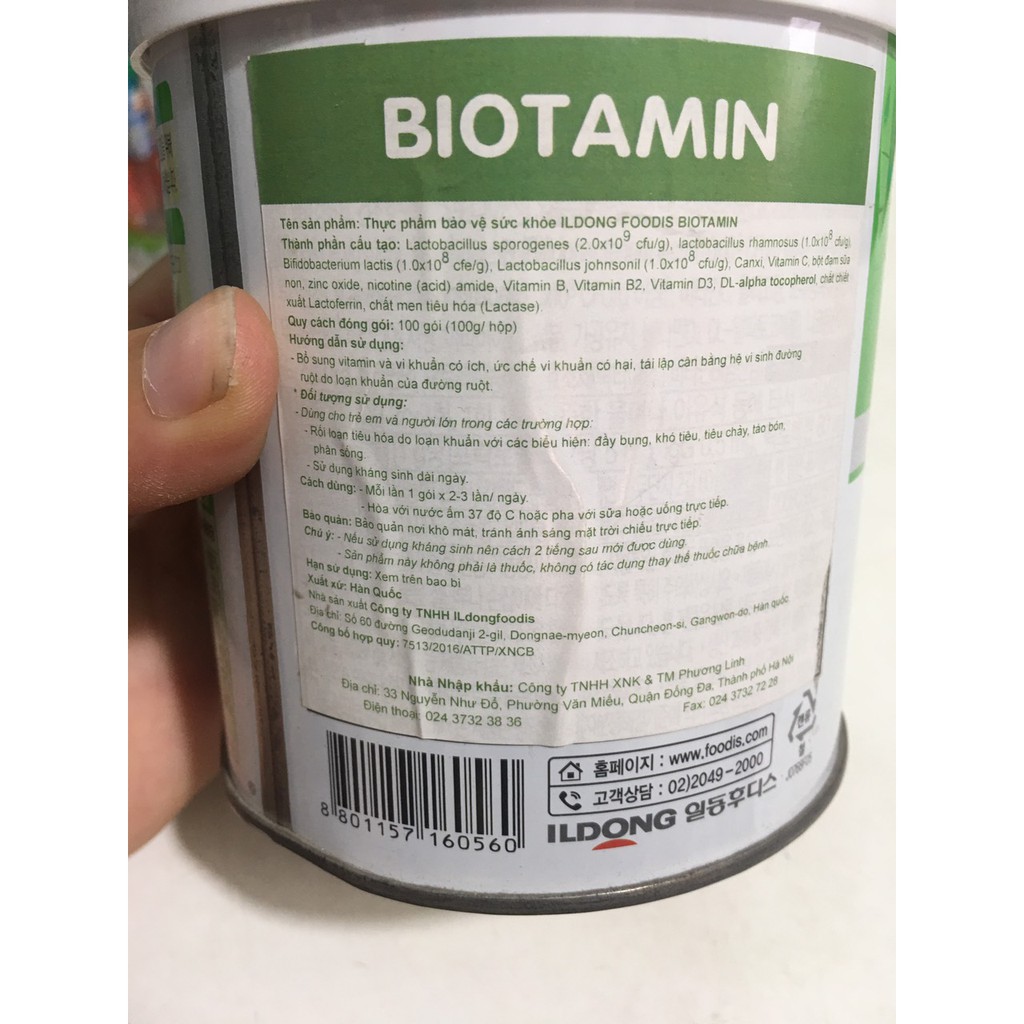 BIOTAMIN
Tên sản phẩm: Thực phẩm bảo vệ sức khỏe ILDONG FOODIS BIOTAMIN
Thành phần cấu tạo: Lactobacillus sporogenes (2.0x10⁹ cfu/g), lactobacillus rhamnosus (1.0x10⁸ cfu/g)
Bifidobacterium lactis (1.0x10⁸ cfe/g), Lactobacillus johnsonil (1.0x10⁸ cfu/g), Canxi, Vitamin C, bột đạm sữa
non, zinc oxide, nicotine (acid) amide, Vitamin B, Vitamin B2, Vitamin D3, DL-alpha tocopherol, chất chiết
xuất Lactoferrin, chất men tiêu hóa (Lactase).
Quy cách đóng gói: 100 gói (100g/ hộp)
Hướng dẫn sử dụng:
- Bổ sung vitamin và vi khuẩn có ích, ức chế vi khuẩn có hại, tái lập cân bằng hệ vi sinh đường
ruột do loạn khuẩn của đường ruột.
* Đối tượng sử dụng:
- Dùng cho trẻ em và người lớn trong các trường hợp:
- Rối loạn tiêu hóa do loạn khuẩn với các biểu hiện: đầy bụng, khó tiêu, tiêu chảy, táo bón,
phân sống.
- Sử dụng kháng sinh dài ngày.
Cách dùng: - Mỗi lần 1 gói x 2-3 lần/ ngày.
- Hòa với nước ấm 37 độ C hoặc pha với sữa hoặc uống trực tiếp.
Bảo quản: Bảo quản nơi khô mát, tránh ánh sáng mặt trời chiếu trực tiếp.
Chú ý: - Nếu sử dụng kháng sinh nên cách 2 tiếng sau mới được dùng.
- Sản phẩm này không phải là thuốc, không có tác dụng thay thế thuốc chữa bệnh.
Hạn sử dụng: Xem trên bao bì
Xuất xứ: Hàn Quốc
Nhà sản xuất Công ty TNHH ILdongfoodis
Địa chỉ: Số 60 đường Geodudanji 2-gil, Dongnae-myeon, Chuncheon-si, Gangwon-do, Hàn quốc
Công bố hợp quy: 7513/2016/ATTP/XNCB
Nhà Nhập khẩu: Công ty TNHH XNK & TM Phương Linh
Địa chỉ: 33 Nguyễn Như Đỗ, Phường Văn Miếu, Quận Đống Đa, Thành phố Hà Nội
Điện thoại: 024 3732 38 36 Fax: 024 3732 72 28
홈페이지 : www.foodis.com
고객상담 : 02)2049-2000
ILDONG 일동후디스
8 801157 160560